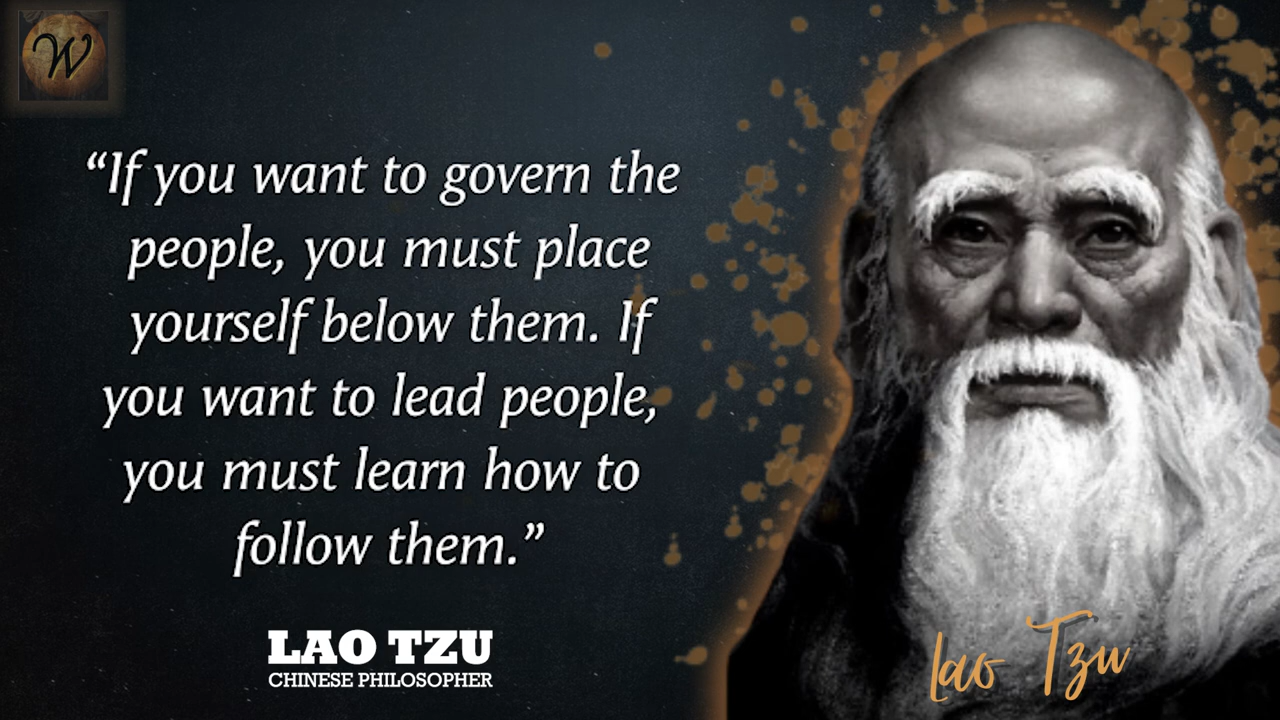 W
“If you want to govern the
people, you must place
yourself below them. If
you want to lead people,
you must learn how to
follow them.”
LAO TZU
CHINESE PHILOSOPHER
Lao Tzu